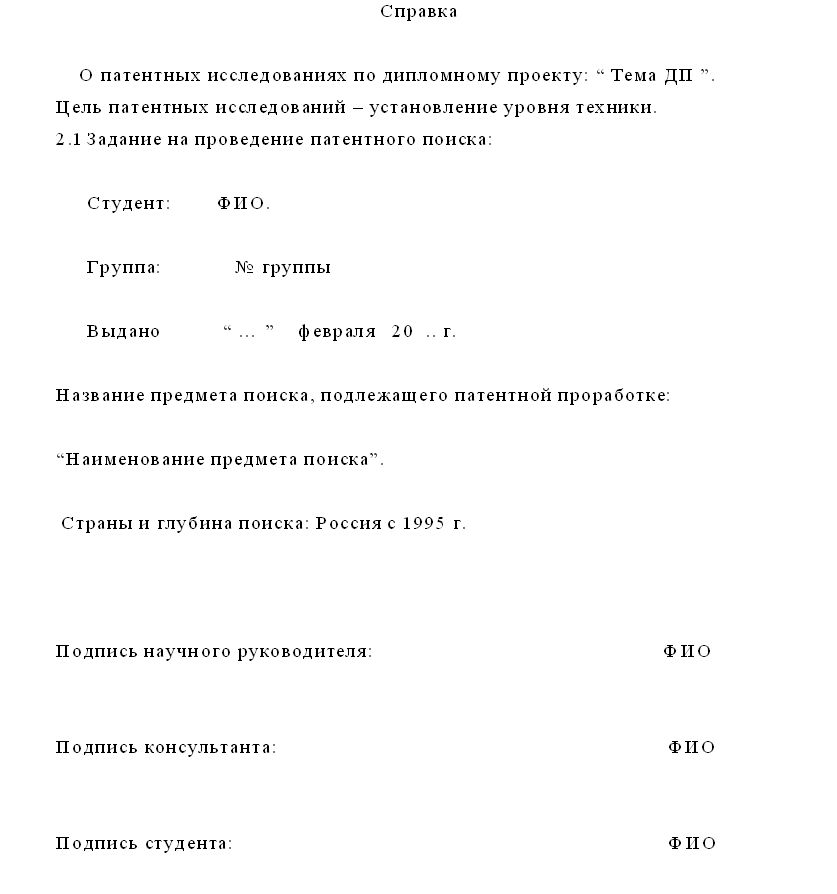 Справка
О патентных исследованиях по дипломному проекту: “ Тема ДП ”.
Цель патентных исследований – установление уровня техники.
2.1 Задание на проведение патентного поиска:
Студент: ФИО.
Группа: № группы
Выдано “ ... ” февраля 20 .. г.
Название предмета поиска, подлежащего патентной проработке:
“Наименование предмета поиска”.
Страны и глубина поиска: Россия с 1995 г.
Подпись научного руководителя: ФИО
Подпись консультанта: ФИО
Подпись студента: ФИО